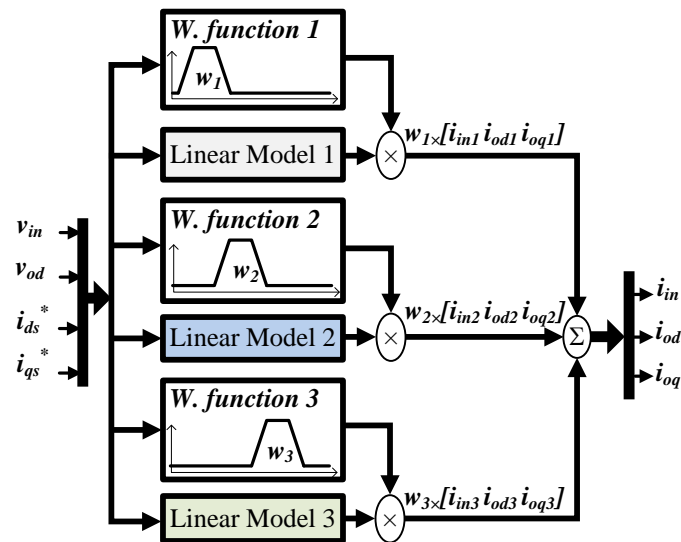 W. function 1
w1
Linear Model 1
×
w1×[iin1 iod1 ioq1]
vin
vod
ids*
iqs*
W. function 2
w2
Linear Model 2
×
w2×[iin2 iod2 ioq2]
Σ
iin
iod
ioq
W. function 3
w3
Linear Model 3
×
w3×[iin3 iod3 ioq3]